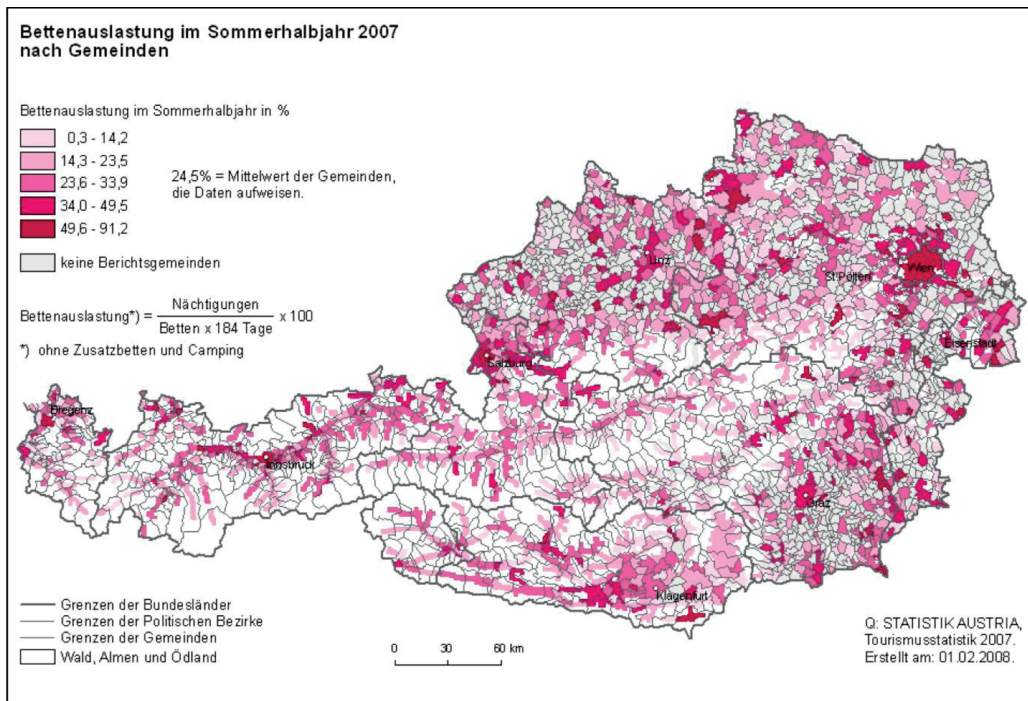 Bettenauslastung im Sommerhalbjahr 2007
nach Gemeinden
Bettenauslastung im Sommerhalbjahr in %
0,3 - 14,2
14,3 - 23,5
23,6 - 33,9
34,0 - 49,5
49,6 - 91,2
24,5% = Mittelwert der Gemeinden,
die Daten aufweisen.
keine Berichtsgemeinden
Bettenauslastung*) = Nächtigungen x 100
Betten x 184 Tage
*) ohne Zusatzbetten und Camping
Linz
St.Pölten
Wien
Eisenstadt
Salzburg
Bregenz
Innsbruck
Graz
Klagenfurt
Grenzen der Bundesländer
Grenzen der Politischen Bezirke
Grenzen der Gemeinden
Wald, Almen und Ödland
0 30 60 km
Q: STATISTIK AUSTRIA,
Tourismusstatistik 2007.
Erstellt am: 01.02.2008.